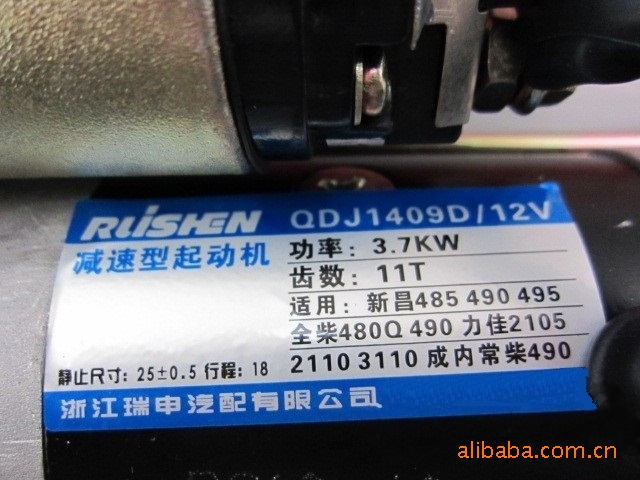 RUiSHEN QDJ1409D/12V
减速型起动机
功率: 3.7KW
齿数: 11T
适用: 新昌485 490 495
全柴480Q 490 力佳2105
2110 3110 成内常柴490
静止尺寸: 25±0.5 行程: 18
浙江瑞申汽配有限公司
alibaba.com.cn